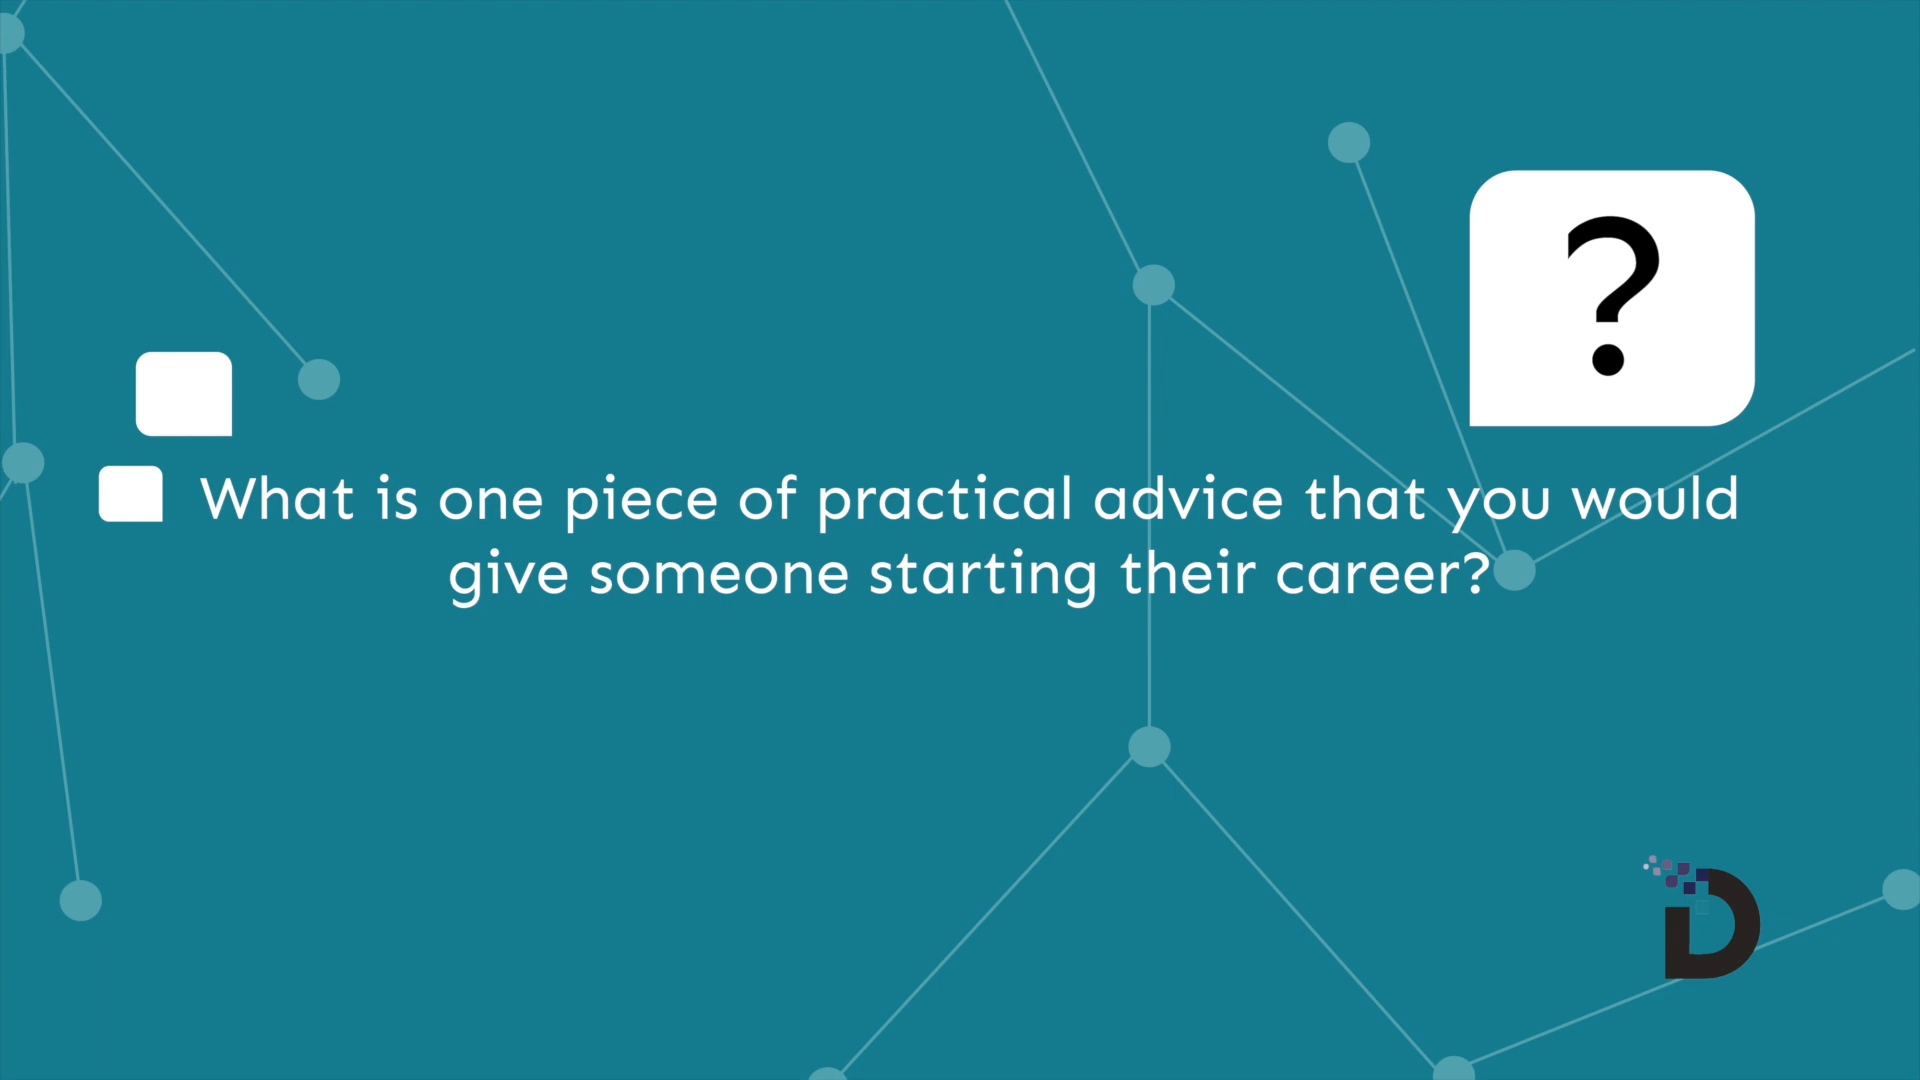 ?
What is one piece of practical advice that you would
give someone starting their career?
D